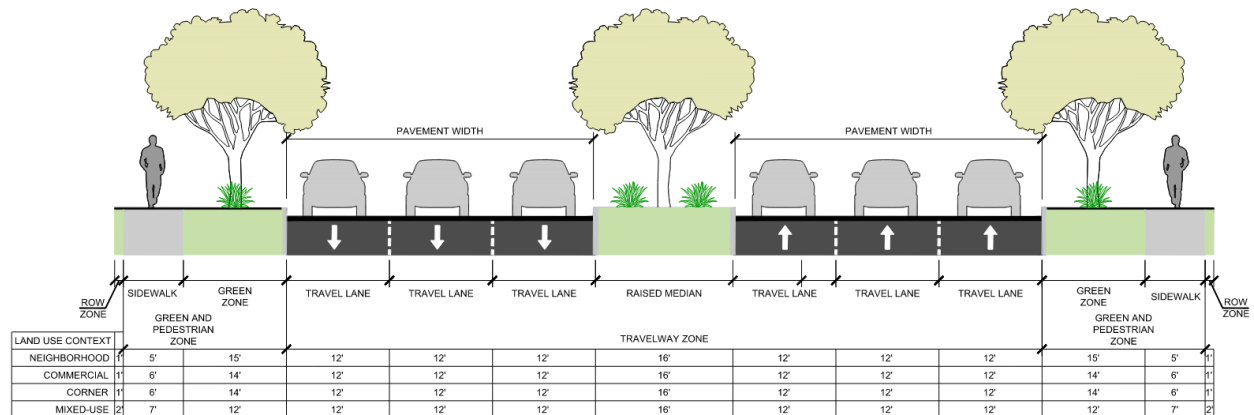 PAVEMENT WIDTH
PAVEMENT WIDTH
ROW
ZONE
SIDEWALK
GREEN
ZONE
TRAVEL LANE
TRAVEL LANE
TRAVEL LANE
RAISED MEDIAN
TRAVEL LANE
TRAVEL LANE
TRAVEL LANE
GREEN
ZONE
SIDEWALK
ROW
ZONE
GREEN AND
PEDESTRIAN
ZONE
TRAVELWAY ZONE
GREEN AND
PEDESTRIAN
ZONE
LAND USE CONTEXT
NEIGHBORHOOD 1' 5' 15' 12' 12' 12' 16' 12' 12' 12' 15' 5' 1'
COMMERCIAL 1' 6' 14' 12' 12' 12' 16' 12' 12' 12' 14' 6' 1'
CORNER 1' 6' 14' 12' 12' 12' 16' 12' 12' 12' 14' 6' 1'
MIXED-USE 2' 7' 12' 12' 12' 12' 16' 12' 12' 12' 12' 7' 2'